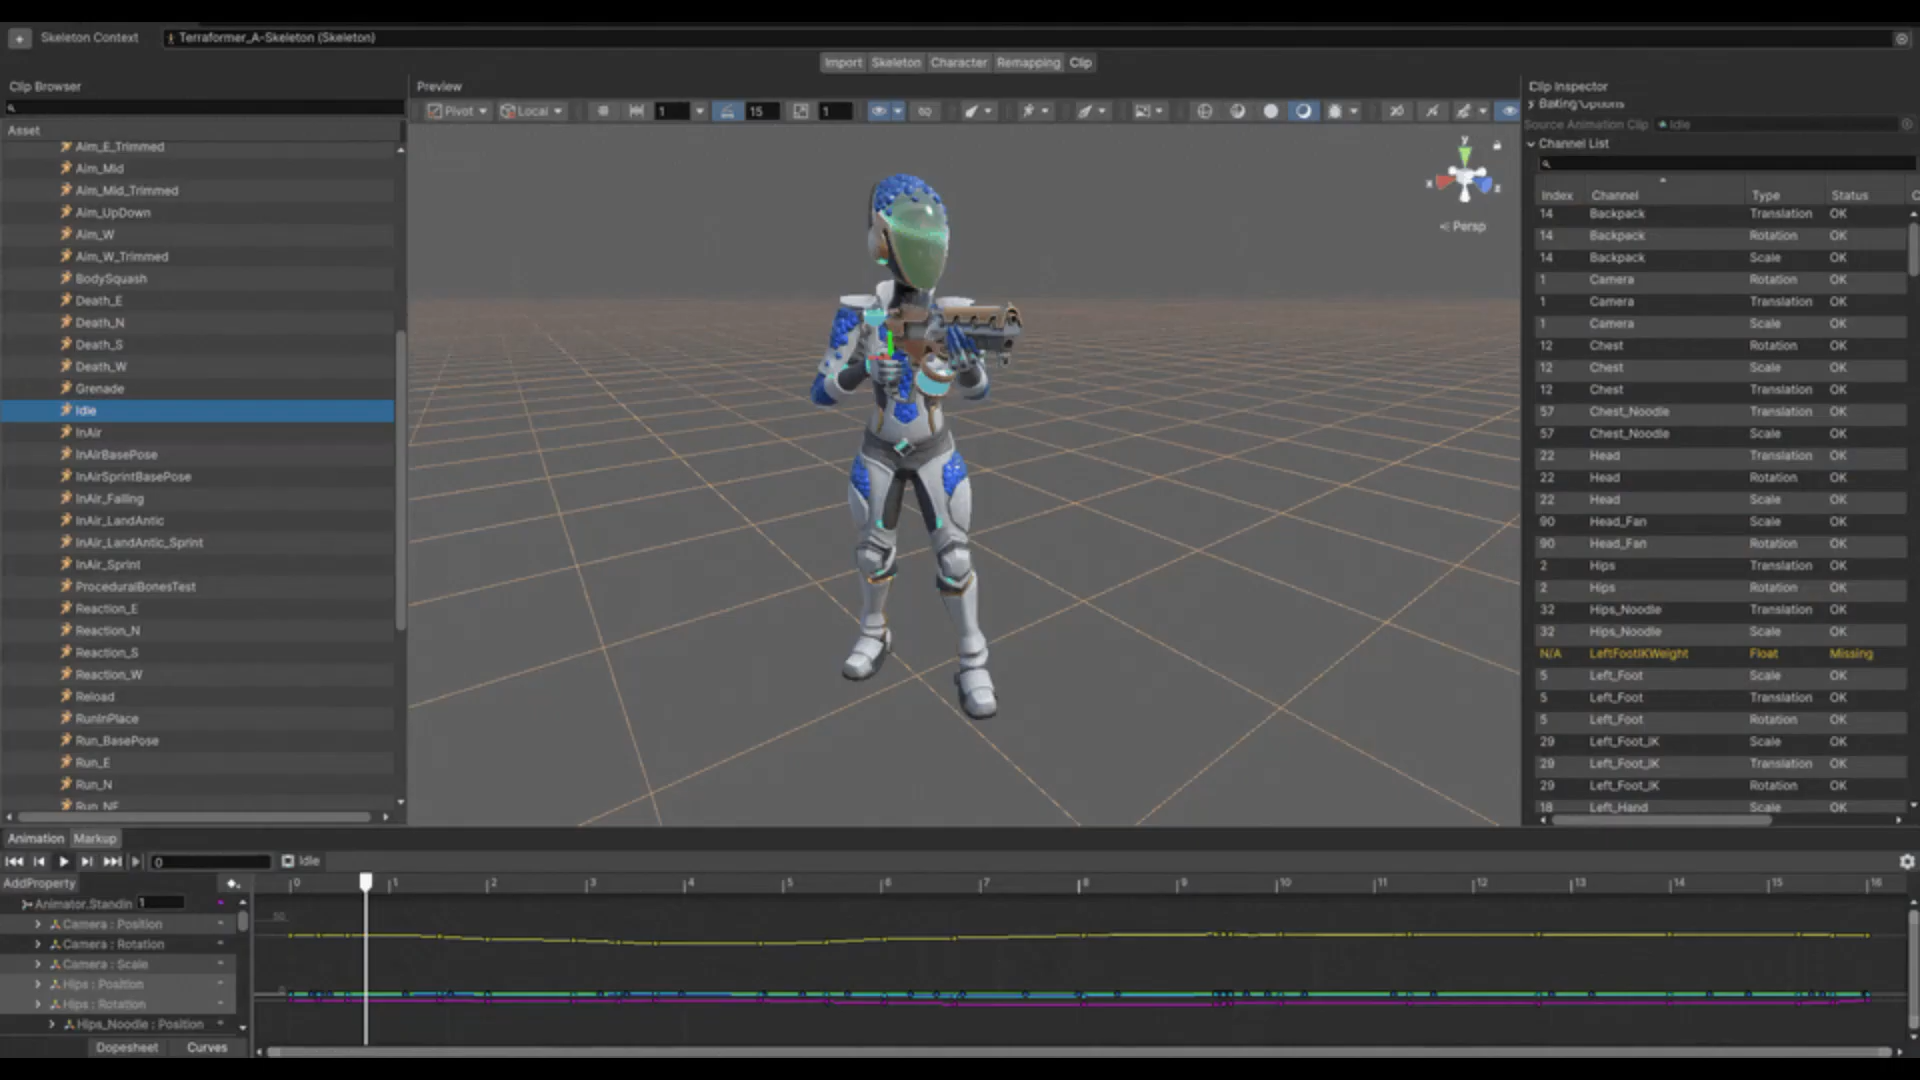 Skeleton Context
Terraformer_A-Skeleton (Skeleton)
Import Skeleton Character Remapping Clip
Clip Browser
Asset
Aim_E_Trimmed
Aim_Mid
Aim_Mid_Trimmed
Aim_UpDown
Aim_W
Aim_W_Trimmed
BodySquash
Death_E
Death_N
Death_S
Death_W
Grenade
Idle
InAir
InAirBasePose
InAirSprintBasePose
InAir_Falling
InAir_LandAntic
InAir_LandAntic_Sprint
InAir_Sprint
ProceduralBonesTest
Reaction_E
Reaction_N
Reaction_S
Reaction_W
Reload
RunInPlace
Run_BasePose
Run_E
Run_N
Run_NE
Preview
Pivot Local 1 15 1
y
x z
< Persp
Clip Inspector
Baking Options
Source Animation Clip Idle
Channel List
Index Channel Type Status
14 Backpack Translation OK
14 Backpack Rotation OK
14 Backpack Scale OK
1 Camera Rotation OK
1 Camera Translation OK
1 Camera Scale OK
12 Chest Rotation OK
12 Chest Scale OK
12 Chest Translation OK
57 Chest_Noodle Translation OK
57 Chest_Noodle Scale OK
22 Head Translation OK
22 Head Rotation OK
22 Head Scale OK
90 Head_Fan Scale OK
90 Head_Fan Rotation OK
2 Hips Translation OK
2 Hips Rotation OK
32 Hips_Noodle Translation OK
32 Hips_Noodle Scale OK
N/A LeftFootIKWeight Float Missing
5 Left_Foot Scale OK
5 Left_Foot Translation OK
5 Left_Foot Rotation OK
29 Left_Foot_IK Scale OK
29 Left_Foot_IK Translation OK
29 Left_Foot_IK Rotation OK
18 Left_Hand Scale OK
Animation Markup
0 Idle
AddProperty
0 1 2 3 4 5 6 7 8 9 10 11 12 13 14 15 16
Animator.StandIn 1
Camera : Position
Camera : Rotation
Camera : Scale
Hips : Position
Hips : Rotation
Hips_Noodle : Position
50
0
Dopesheet Curves